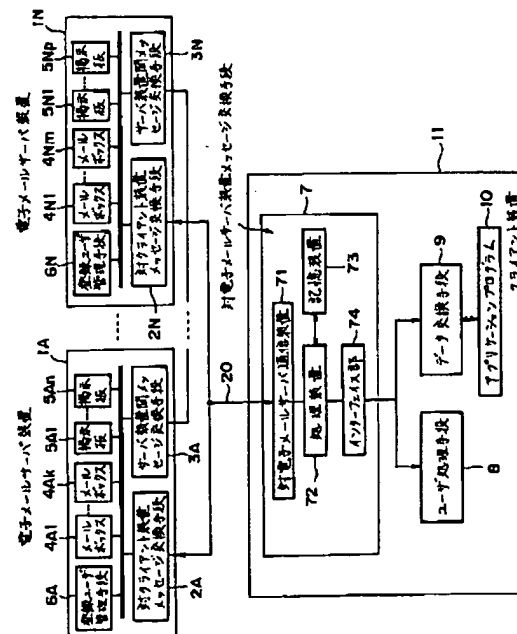 電子メールサーバ装置
1A
6A
登録ユーザ
管理手段
4A1
メール
ボックス
4Ak
メール
ボックス
5A1
掲示
板
5An
掲示
板
対クライアント装置
メッセージ交換手段
2A
サーバ装置間メッ
セージ交換手段
3A
電子メールサーバ装置
1N
6N
登録ユーザ
管理手段
4N1
メール
ボックス
4Nm
メール
ボックス
5N1
掲示
板
5Np
掲示
板
対クライアント装置
メッセージ交換手段
2N
サーバ装置間メッ
セージ交換手段
3N
20
対電子メールサーバ装置メッセージ交換手段
7
対電子メールサーバ通信装置
71
72
処理装置
記憶装置
73
インターフェイス部
74
ユーザ処理手段
8
データ交換手段
9
アプリケーションプログラム
10
クライアント装置
11